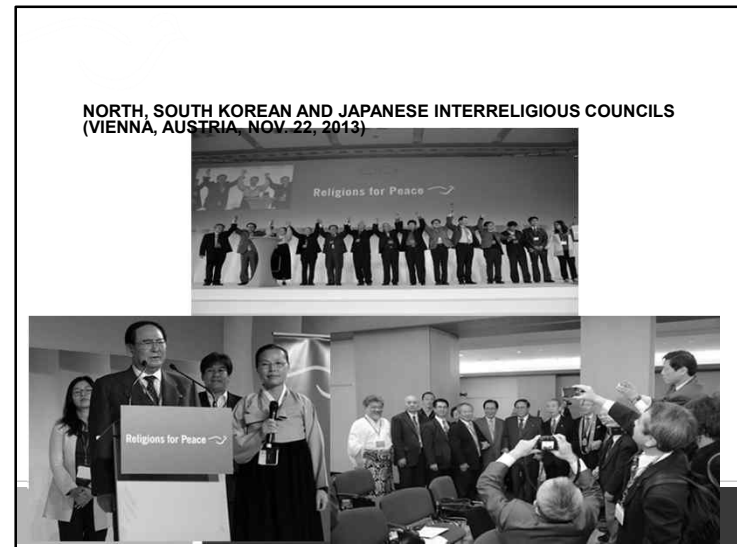 NORTH, SOUTH KOREAN AND JAPANESE INTERRELIGIOUS COUNCILS
(VIENNA, AUSTRIA, NOV. 22, 2013)
Religions for Peace
Religions for Peace